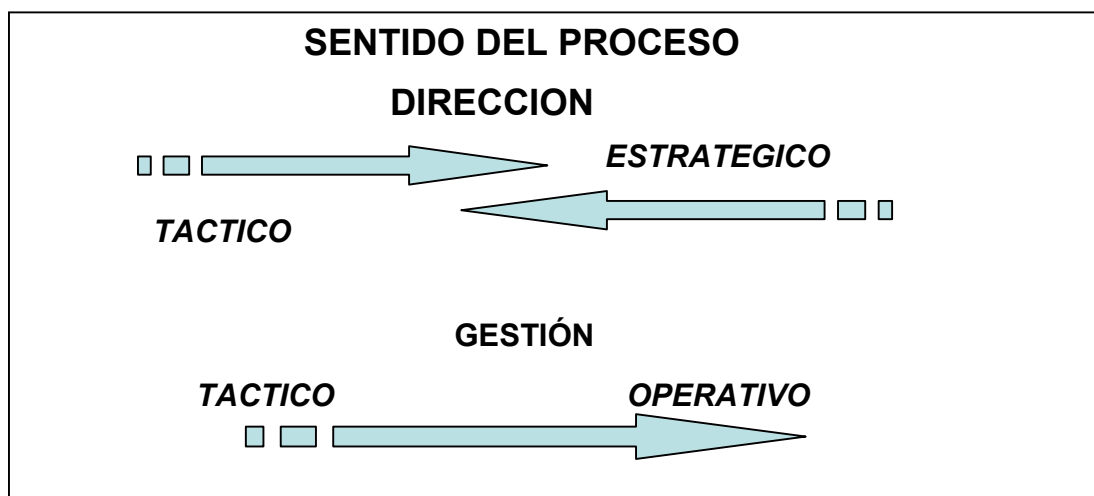 SENTIDO DEL PROCESO
DIRECCION
ESTRATEGICO
TACTICO
GESTIÓN
TACTICO OPERATIVO